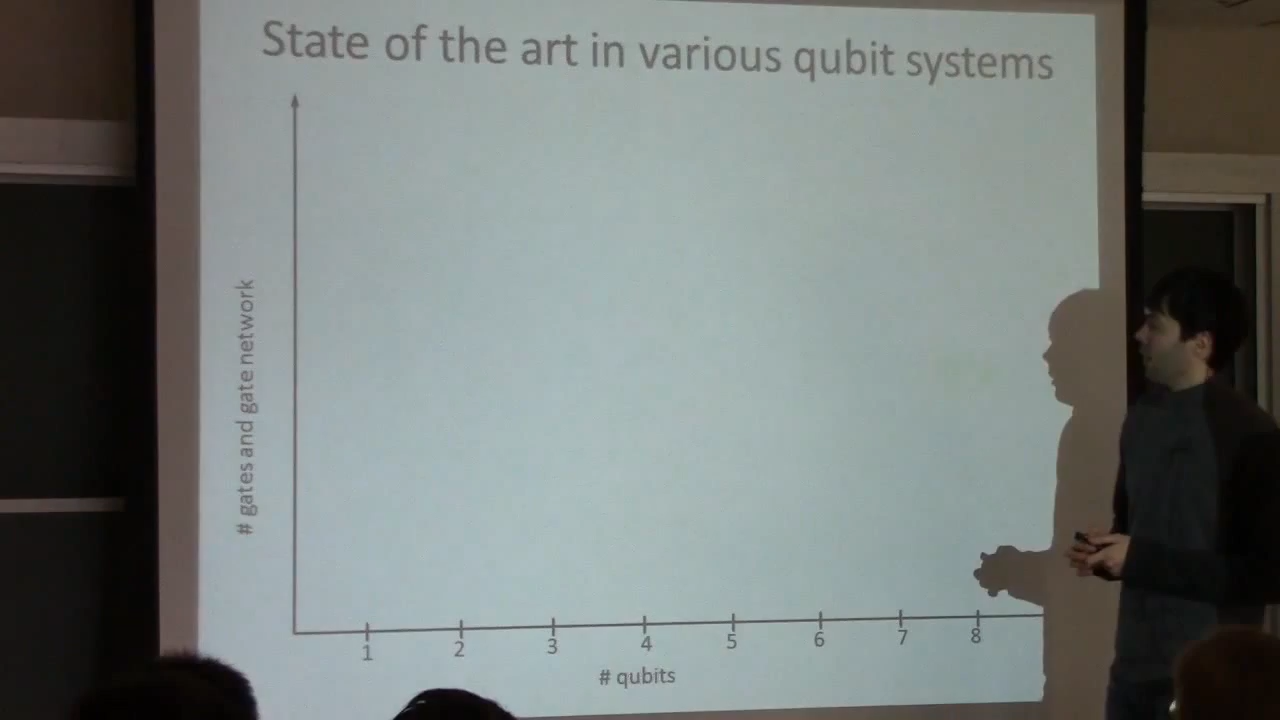 State of the art in various qubit systems
# gates and gate network
1 2 3 4 5 6 7 8
# qubits